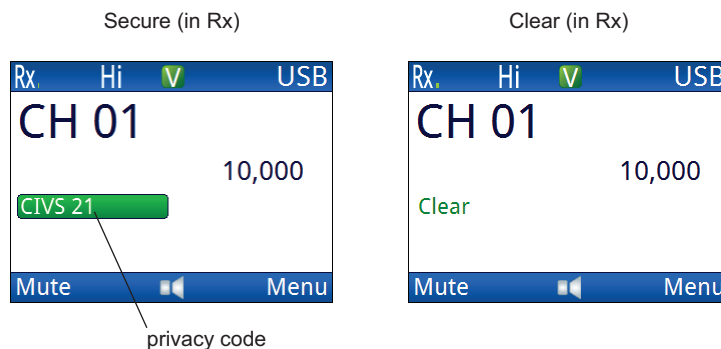 Secure (in Rx)
Rx Hi V USB
CH 01
10,000
CIVS 21
Mute Menu
privacy code
Clear (in Rx)
Rx Hi V USB
CH 01
10,000
Clear
Mute Menu